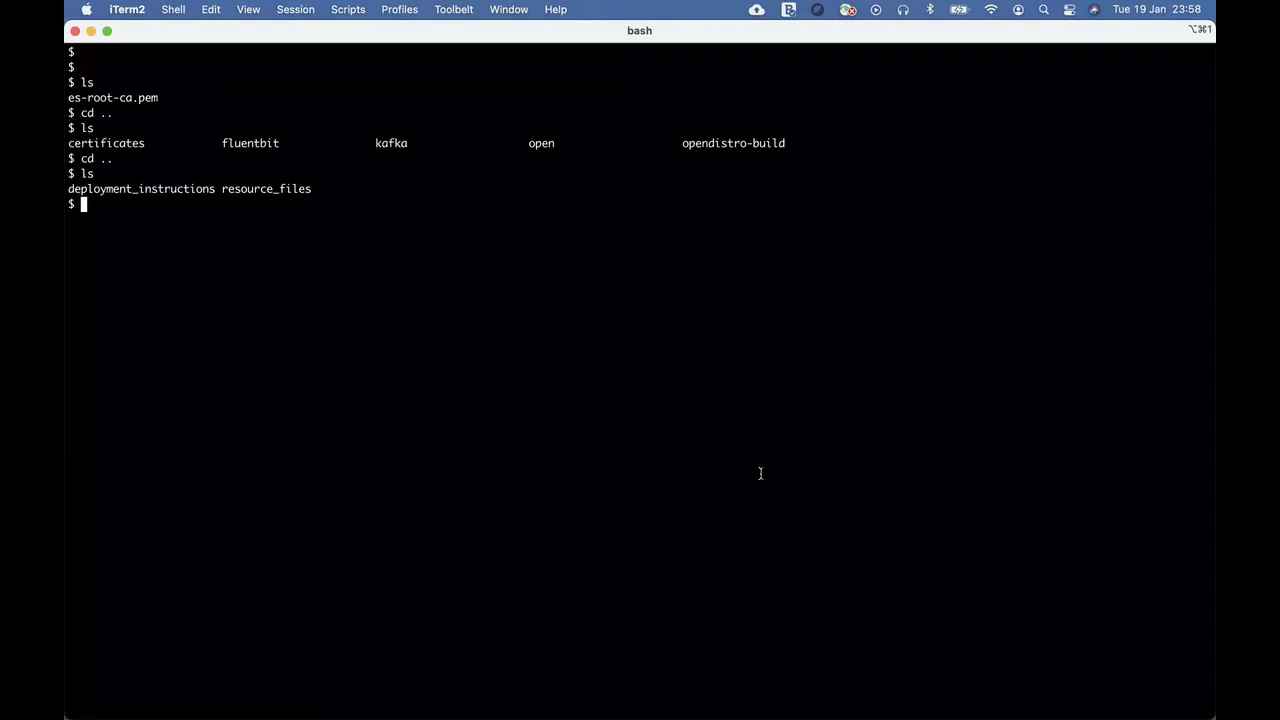 iTerm2 Shell Edit View Session Scripts Profiles Toolbelt Window Help Tue 19 Jan 23:58
bash ⌥⌘1
$
$
$ ls
es-root-ca.pem
$ cd ..
$ ls
certificates fluentbit kafka open opendistro-build
$ cd ..
$ ls
deployment_instructions resource_files
$